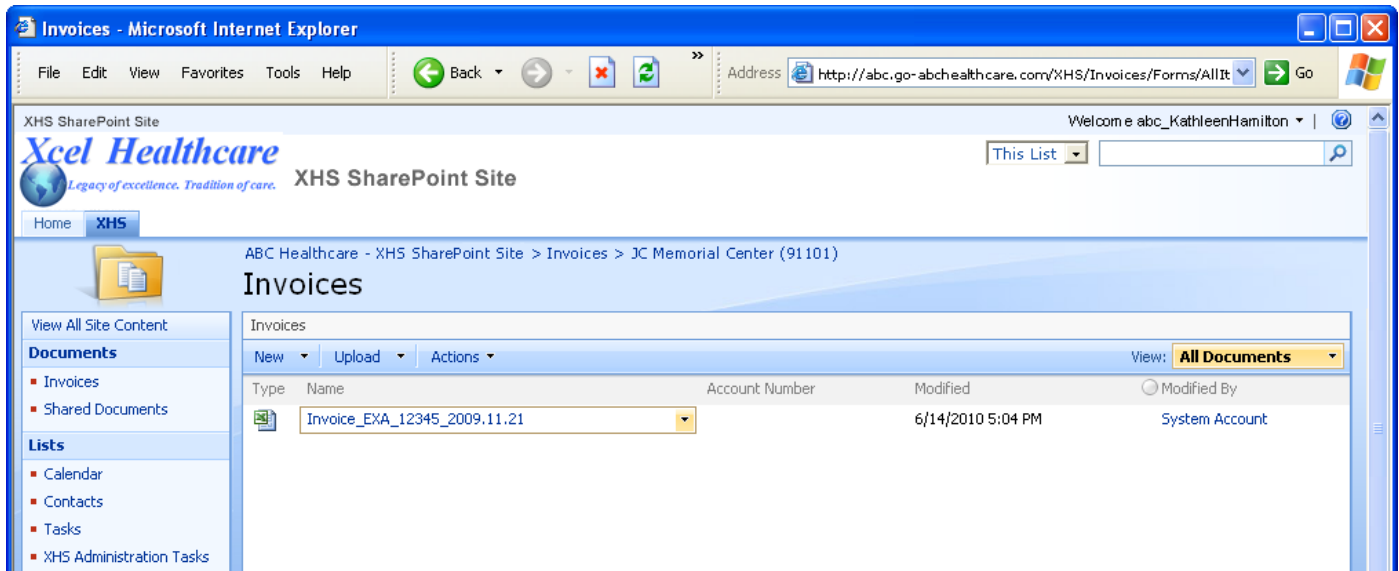 Invoices - Microsoft Internet Explorer
File Edit View Favorites Tools Help Back » Address http://abc.go-abchealthcare.com/XHS/Invoices/Forms/AllIt Go
XHS SharePoint Site Welcome abc_KathleenHamilton
Xcel Healthcare
Legacy of excellence. Tradition of care.
XHS SharePoint Site
This List
Home XHS
ABC Healthcare - XHS SharePoint Site > Invoices > JC Memorial Center (91101)
Invoices
View All Site Content
Documents
Invoices
Shared Documents
Lists
Calendar
Contacts
Tasks
XHS Administration Tasks
Invoices
New Upload Actions View: All Documents
Type Name Account Number Modified Modified By
Invoice_EXA_12345_2009.11.21 6/14/2010 5:04 PM System Account